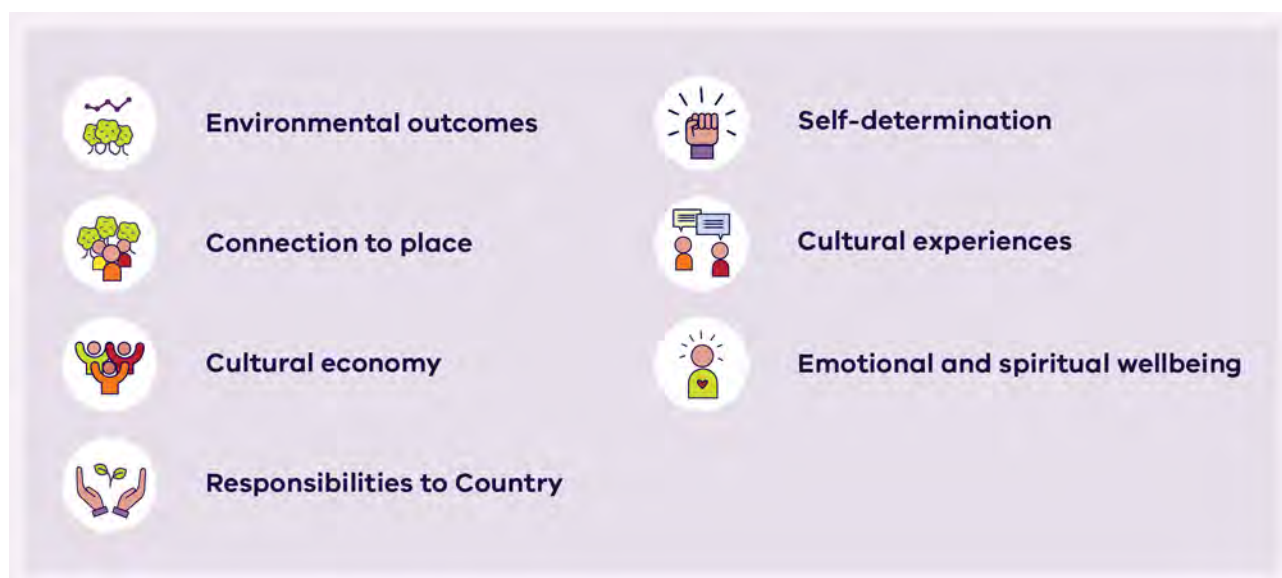 Environmental outcomes
Connection to place
Cultural economy
Responsibilities to Country
Self-determination
Cultural experiences
Emotional and spiritual wellbeing